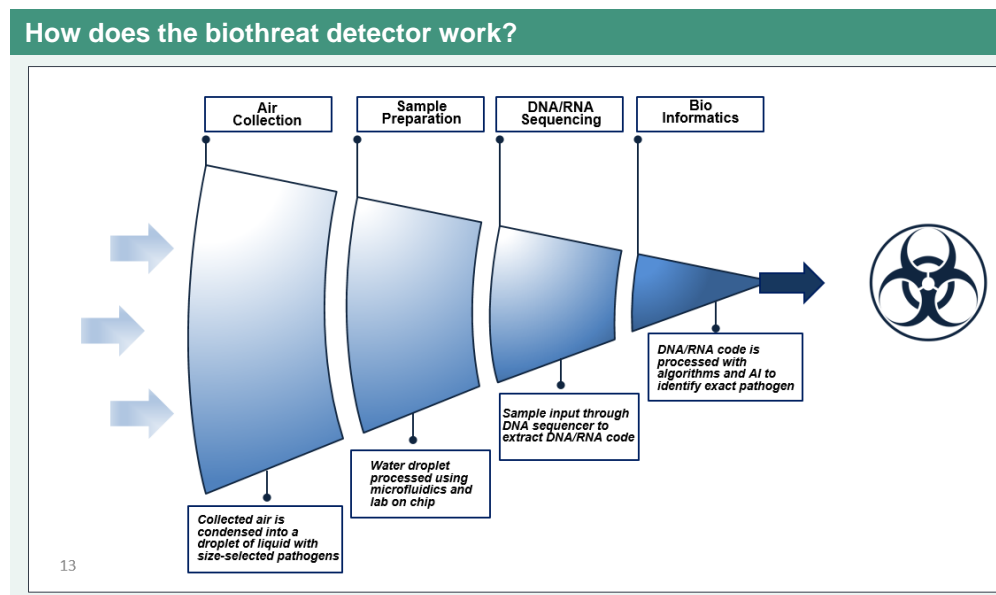 How does the biothreat detector work?
Air
Collection
Sample
Preparation
DNA/RNA
Sequencing
Bio
Informatics
DNA/RNA code is
processed with
algorithms and AI to
identify exact pathogen
Sample input through
DNA sequencer to
extract DNA/RNA code
Water droplet
processed using
microfluidics and
lab on chip
Collected air is
condensed into a
droplet of liquid with
size-selected pathogens
13